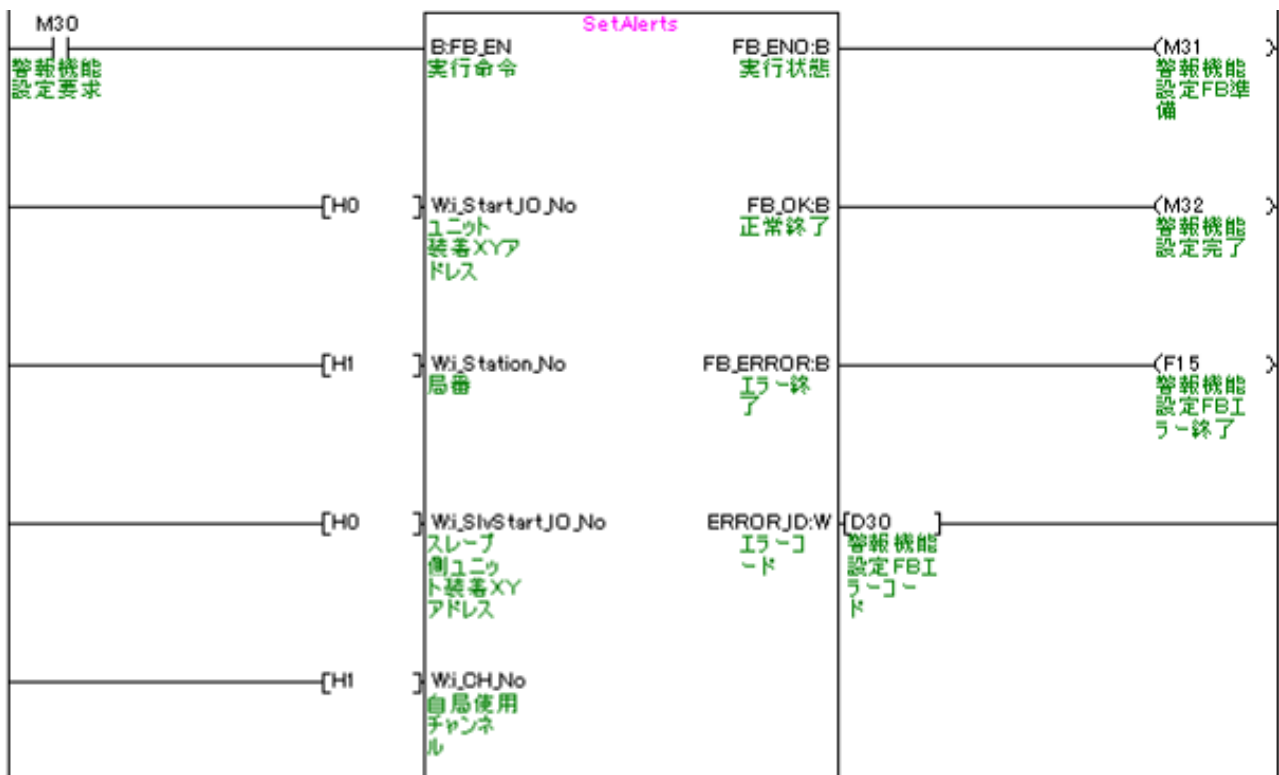 M30
警報機能
設定要求
SetAlerts
B:FB_EN
実行命令
FB_ENO:B
実行状態
(M31 )
警報機能
設定FB準
備
[H0 ]
W:i_Start_IO_No
ユニット
装着XYア
ドレス
FB_OK:B
正常終了
(M32 )
警報機能
設定完了
[H1 ]
W:i_Station_No
局番
FB_ERROR:B
エラー終
了
(F15 )
警報機能
設定FBエ
ラー終了
[H0 ]
W:i_SlvStart_IO_No
スレーブ
側ユニッ
ト装着XY
アドレス
ERROR_ID:W
エラーコ
ード
[D30 ]
警報機能
設定FBエ
ラーコー
ド
[H1 ]
W:i_CH_No
自局使用
チャンネ
ル